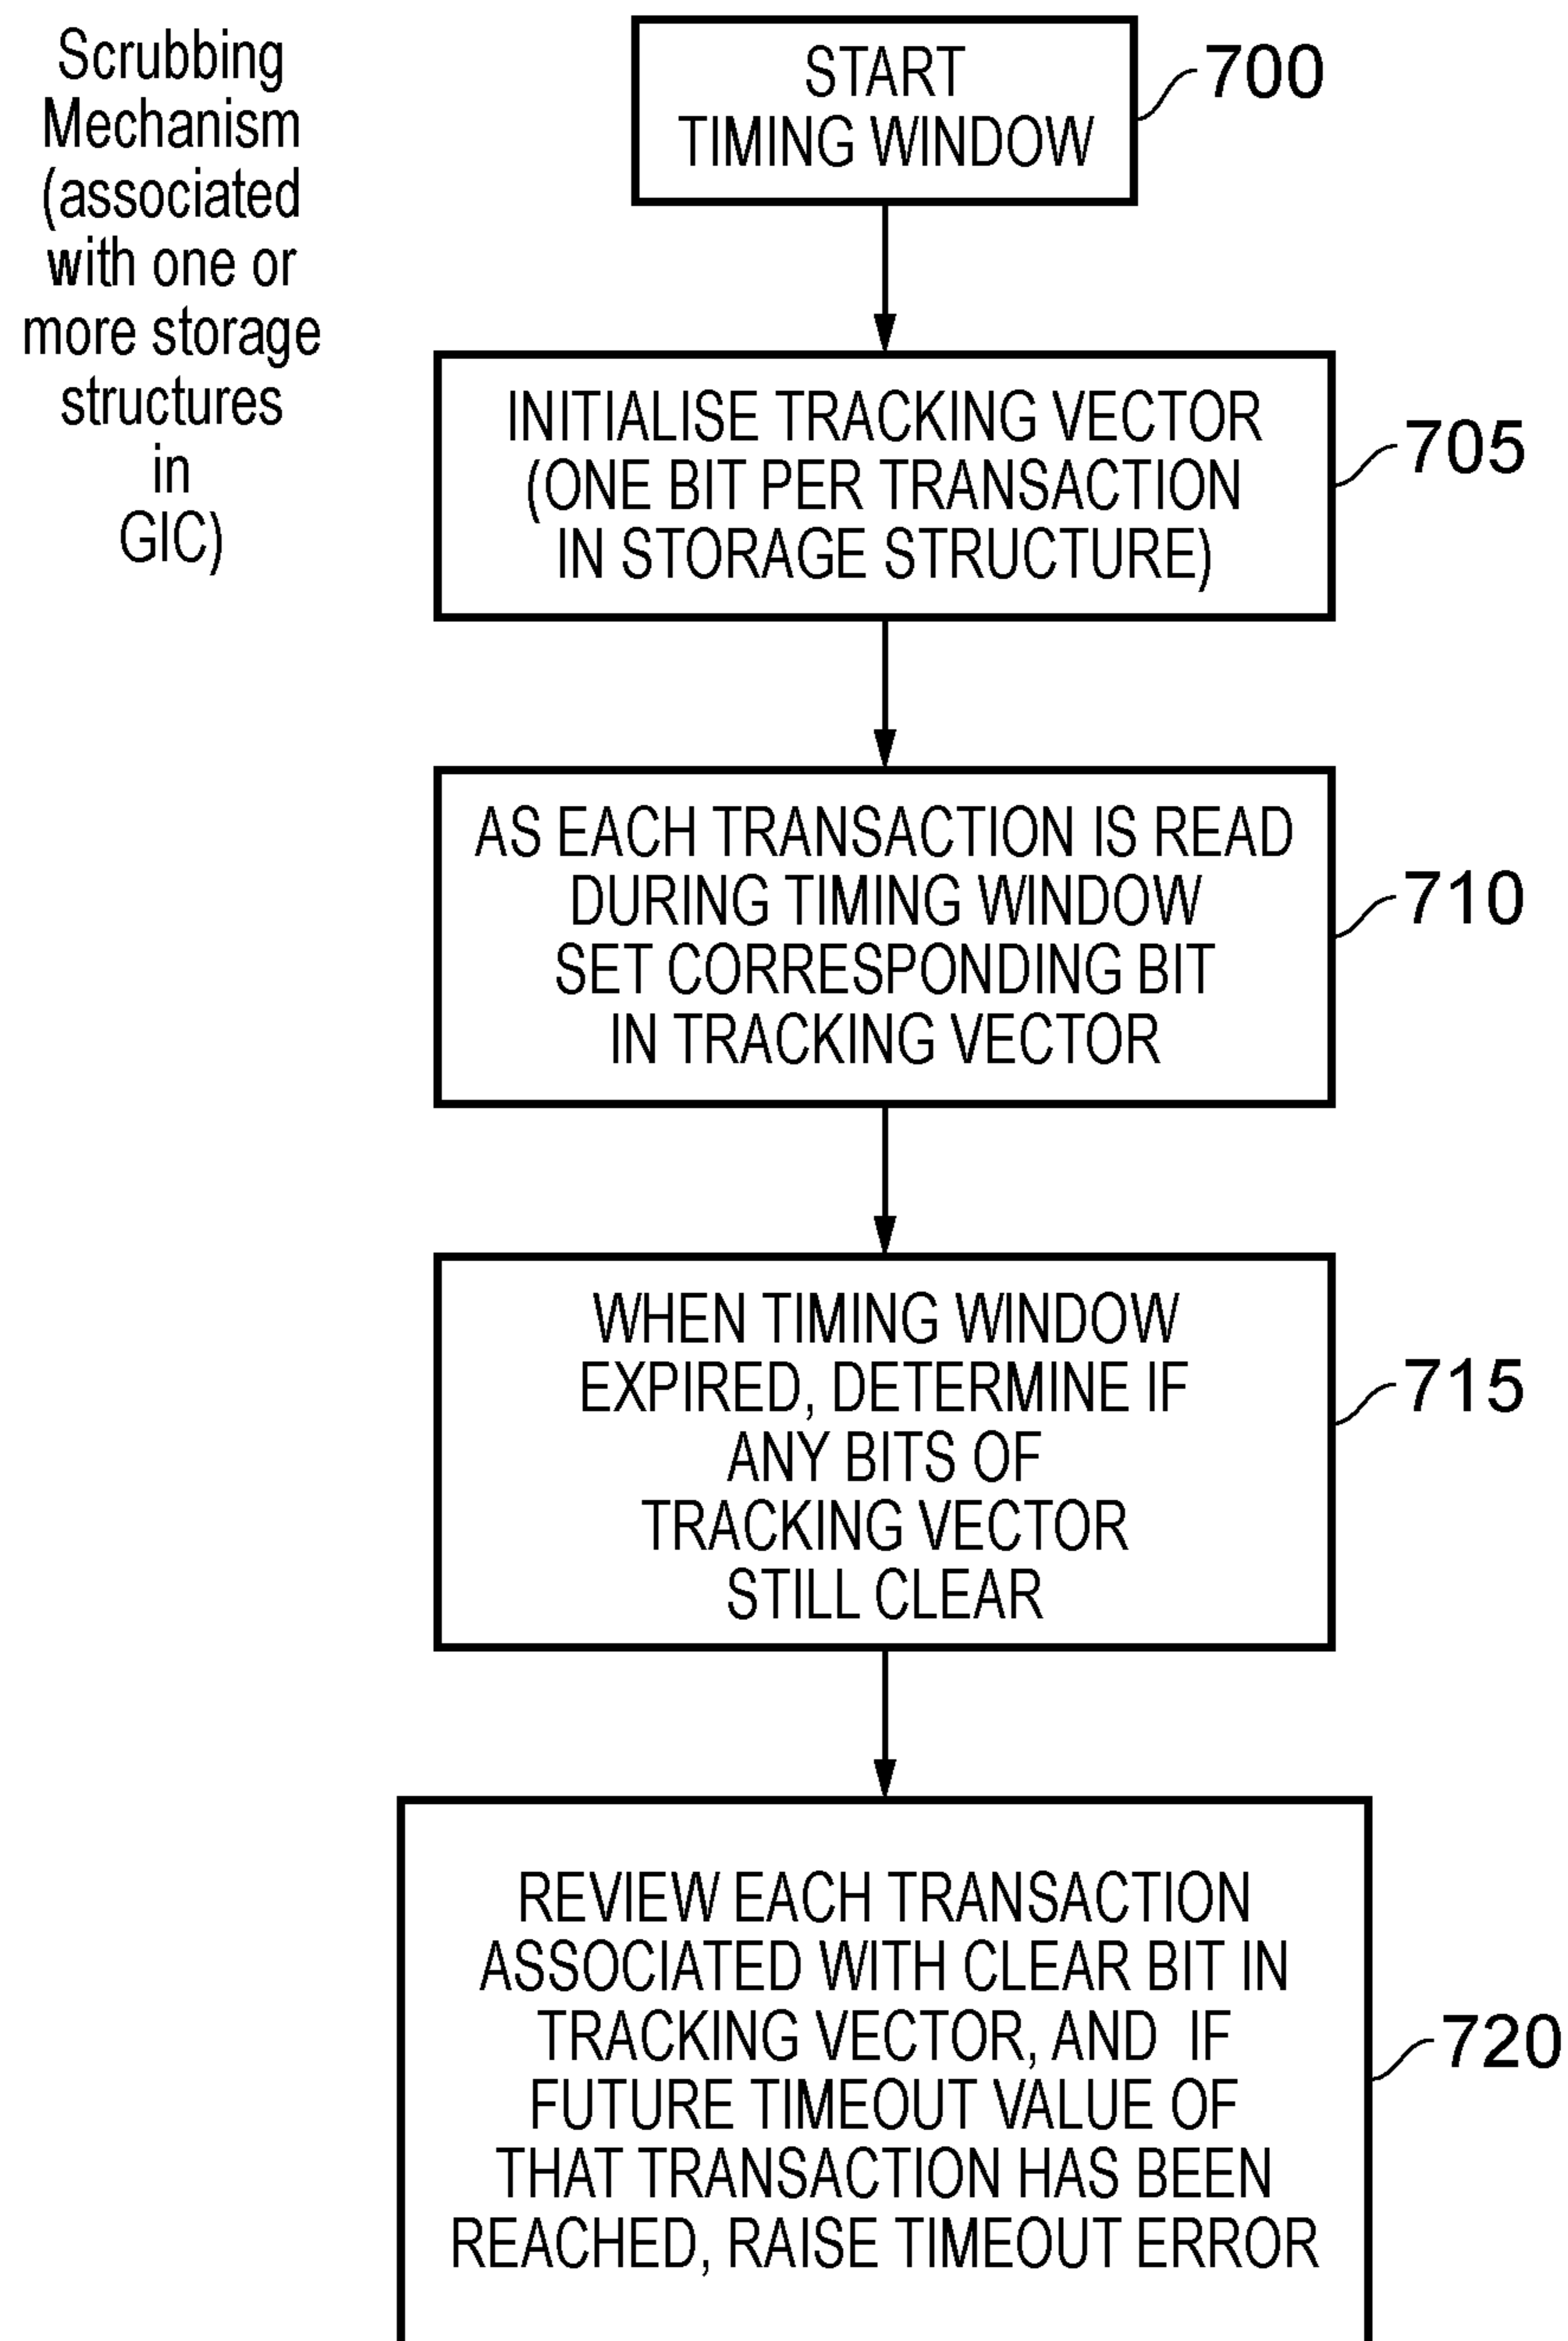 Scrubbing
Mechanism
(associated
with one or
more storage
structures
in
GIC)
START
TIMING WINDOW
700
INITIALISE TRACKING VECTOR
(ONE BIT PER TRANSACTION
IN STORAGE STRUCTURE)
705
AS EACH TRANSACTION IS READ
DURING TIMING WINDOW
SET CORRESPONDING BIT
IN TRACKING VECTOR
710
WHEN TIMING WINDOW
EXPIRED, DETERMINE IF
ANY BITS OF
TRACKING VECTOR
STILL CLEAR
715
REVIEW EACH TRANSACTION
ASSOCIATED WITH CLEAR BIT IN
TRACKING VECTOR, AND IF
FUTURE TIMEOUT VALUE OF
THAT TRANSACTION HAS BEEN
REACHED, RAISE TIMEOUT ERROR
720